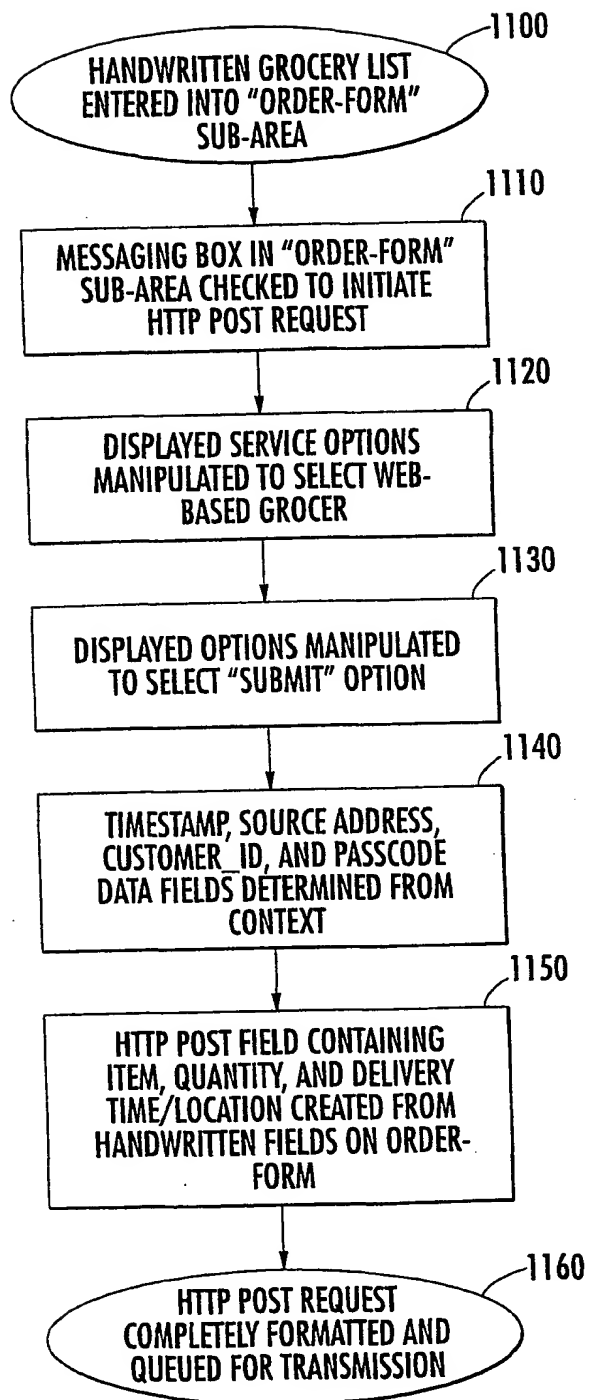 1100
HANDWRITTEN GROCERY LIST
ENTERED INTO "ORDER-FORM"
SUB-AREA
1110
MESSAGING BOX IN "ORDER-FORM"
SUB-AREA CHECKED TO INITIATE
HTTP POST REQUEST
1120
DISPLAYED SERVICE OPTIONS
MANIPULATED TO SELECT WEB-
BASED GROCER
1130
DISPLAYED OPTIONS MANIPULATED
TO SELECT "SUBMIT" OPTION
1140
TIMESTAMP, SOURCE ADDRESS,
CUSTOMER_ID, AND PASSCODE
DATA FIELDS DETERMINED FROM
CONTEXT
1150
HTTP POST FIELD CONTAINING
ITEM, QUANTITY, AND DELIVERY
TIME/LOCATION CREATED FROM
HANDWRITTEN FIELDS ON ORDER-
FORM
1160
HTTP POST REQUEST
COMPLETELY FORMATTED AND
QUEUED FOR TRANSMISSION